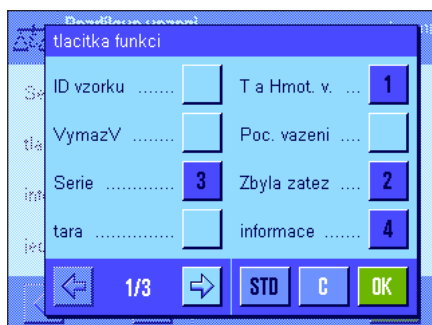 tlacitka funkci
ID vzorku ....... T a Hmot. v. ... 1
VymazV ........ Poc. vazeni ....
Serie ............. 3 Zbyla zatez .... 2
tara ............... informace ....... 4
1/3 STD C OK